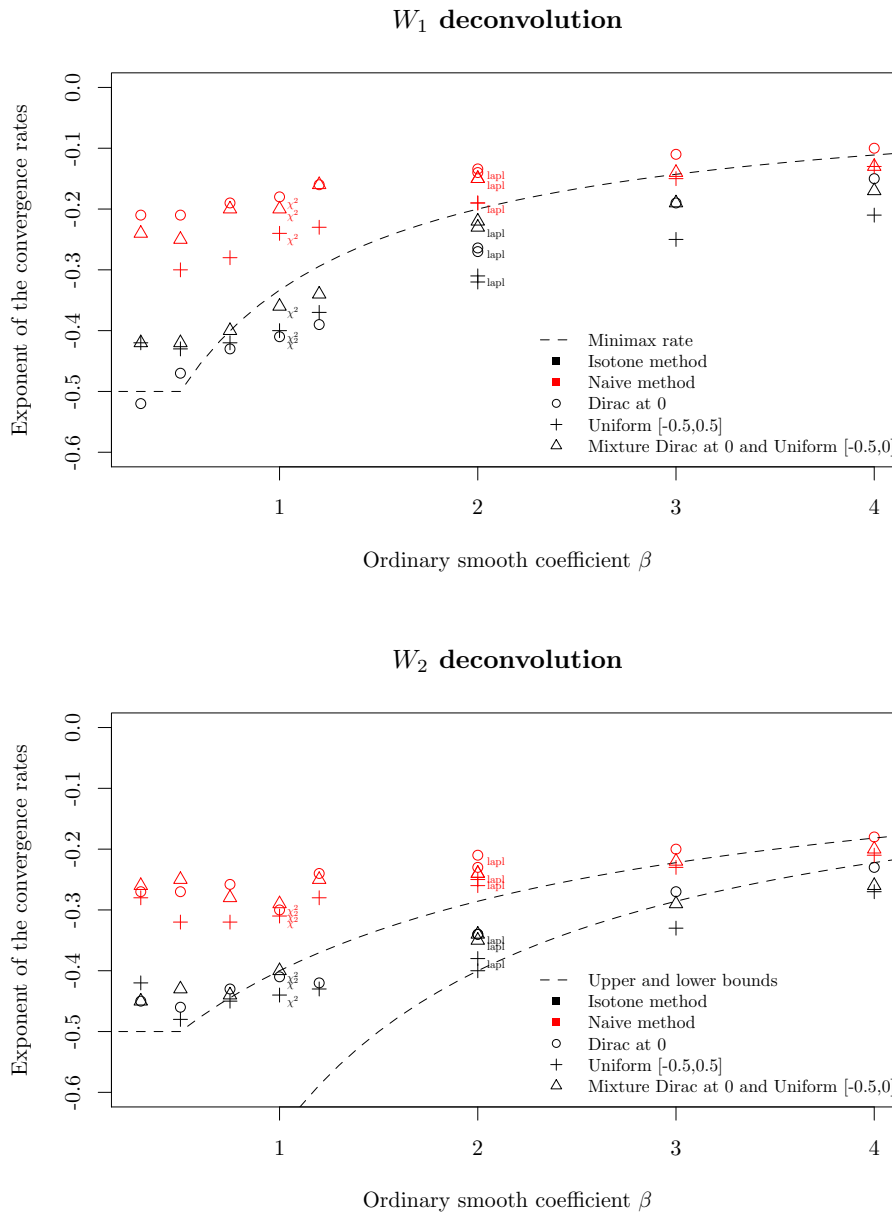 W₁ deconvolution
Exponent of the convergence rates
0.0
-0.1
-0.2
-0.3
-0.4
-0.5
-0.6
lapl
lapl
χ²
χ²
lapl
χ²
lapl
lapl
lapl
χ²
χ²
χ²
Minimax rate
Isotone method
Naive method
Dirac at 0
Uniform [-0.5,0.5]
Mixture Dirac at 0 and Uniform [-0.5,0]
1 2 3 4
Ordinary smooth coefficient β
W₂ deconvolution
Exponent of the convergence rates
0.0
-0.1
-0.2
-0.3
-0.4
-0.5
-0.6
lapl
lapl
lapl
χ²
χ²
χ²
lapl
lapl
lapl
χ²
χ²
χ²
Upper and lower bounds
Isotone method
Naive method
Dirac at 0
Uniform [-0.5,0.5]
Mixture Dirac at 0 and Uniform [-0.5,0]
1 2 3 4
Ordinary smooth coefficient β